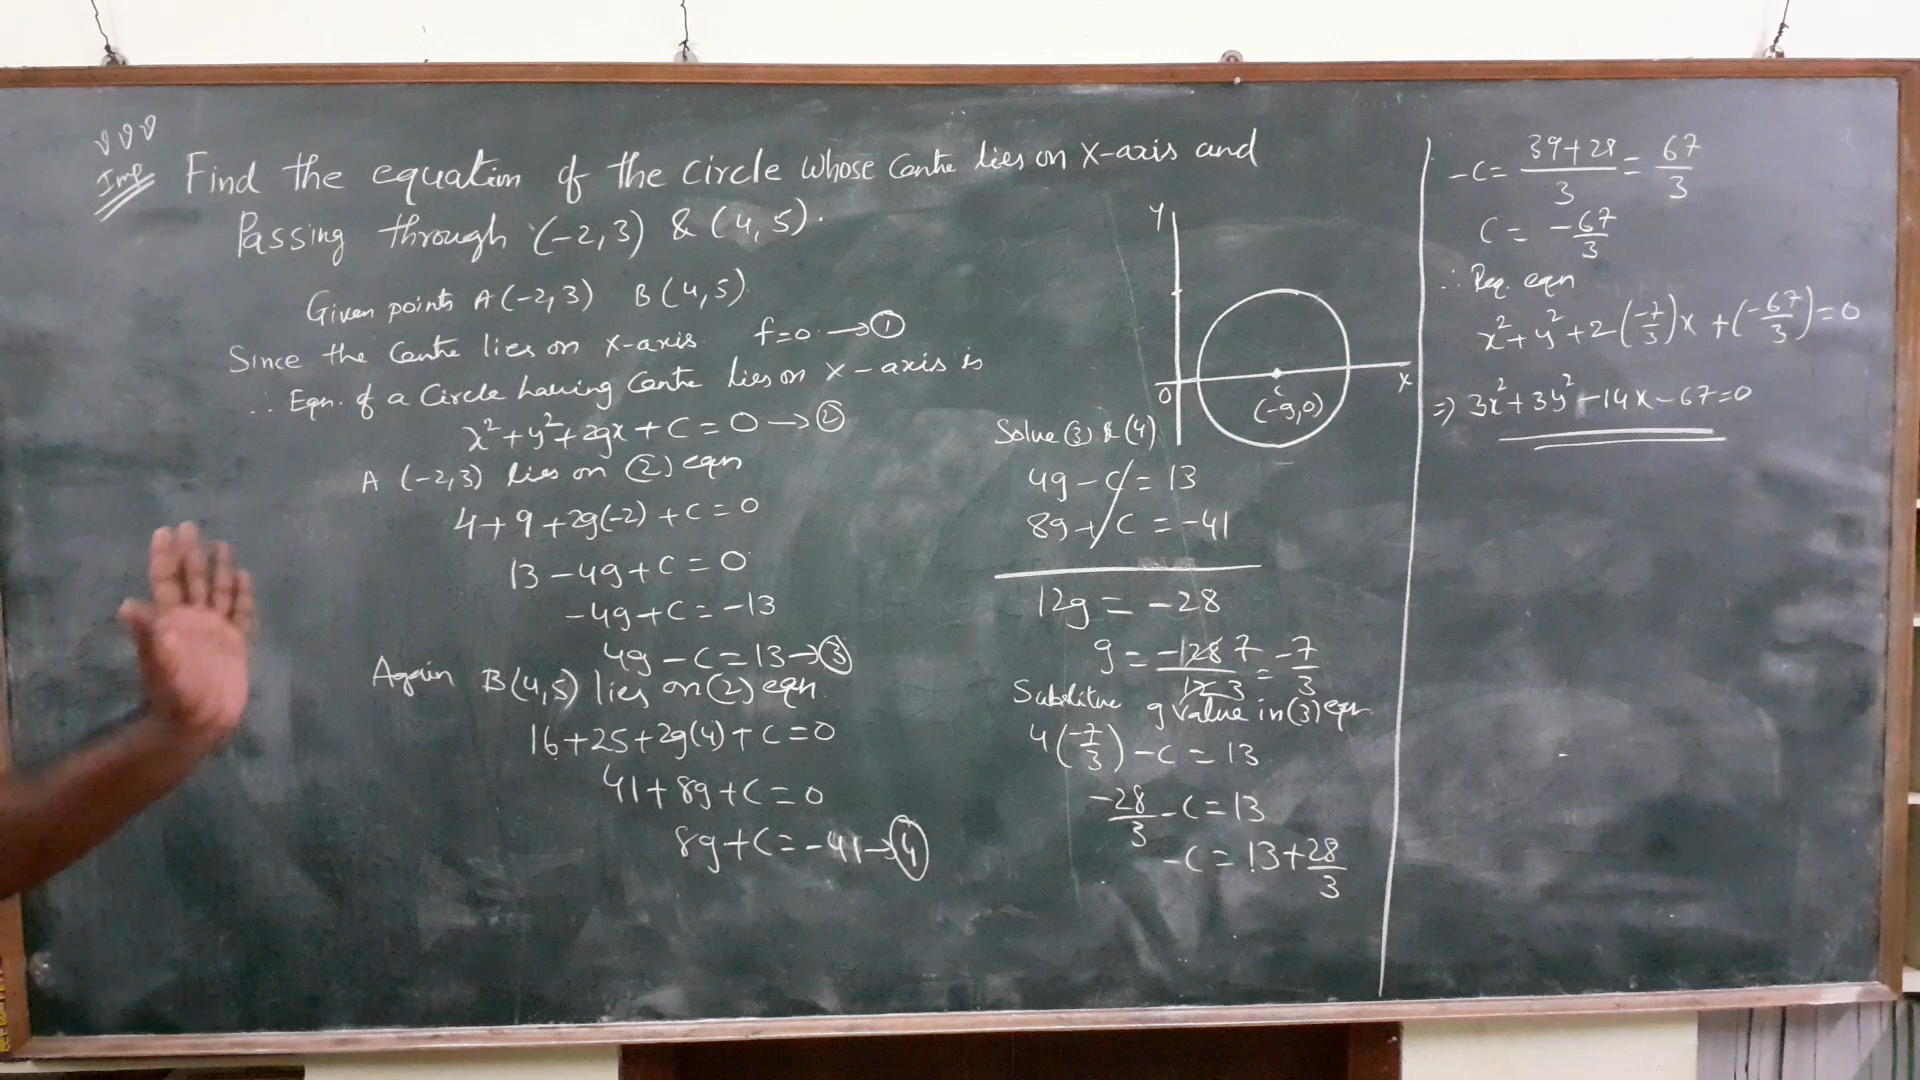 Imp
Find the equation of the circle whose Centre lies on x-axis and
Passing through (-2,3) & (4,5).
Given points A(-2,3) B(4,5)
Since the Centre lies on x-axis. f=0 → ①
∴ Eqn. of a Circle having Centre lies on x-axis is
x²+y²+2gx+C=0 → ②
A (-2,3) lies on (2) eqn
4+9+2g(-2)+C=0
13-4g+C=0
-4g+C=-13
4g-C=13→③
Again B(4,5) lies on (2) eqn.
16+25+2g(4)+C=0
41+8g+C=0
8g+C=-41→④
Y
O
X
C
(-g,0)
Solve (3) & (4)
4g-C=13
8g+C=-41
12g=-28
g = -28 7/12 3 = -7/3
Substitue g value in (3) eqn
4(-7/3)-C=13
-28/3-C=13
-C=13+28/3
-C= 39+28/3 = 67/3
C= -67/3
∴ Req. eqn
x²+y²+2(-7/3)x+(-67/3)=0
⇒ 3x²+3y²-14x-67=0